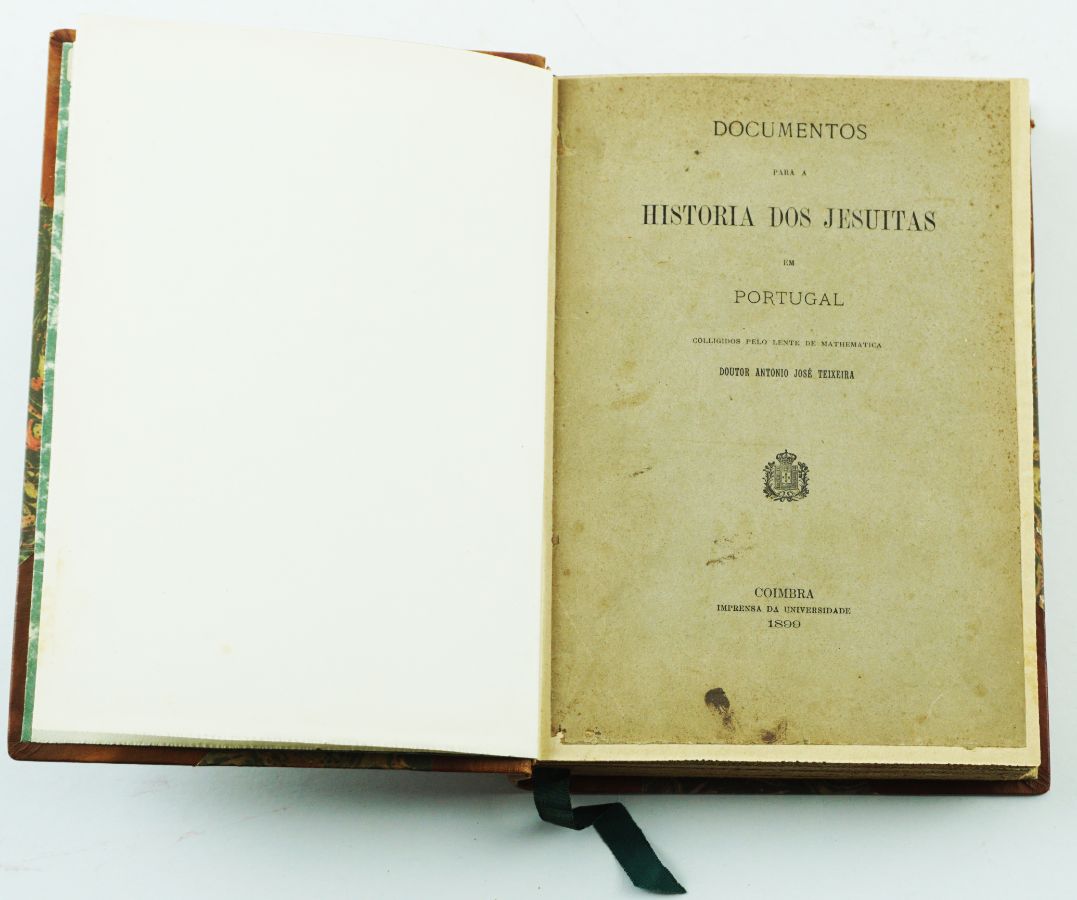 DOCUMENTOS
PARA A
HISTORIA DOS JESUITAS
EM
PORTUGAL
COLLIGIDOS PELO LENTE DE MATHEMATICA
DOUTOR ANTONIO JOSÉ TEIXEIRA
COIMBRA
IMPRENSA DA UNIVERSIDADE
1899